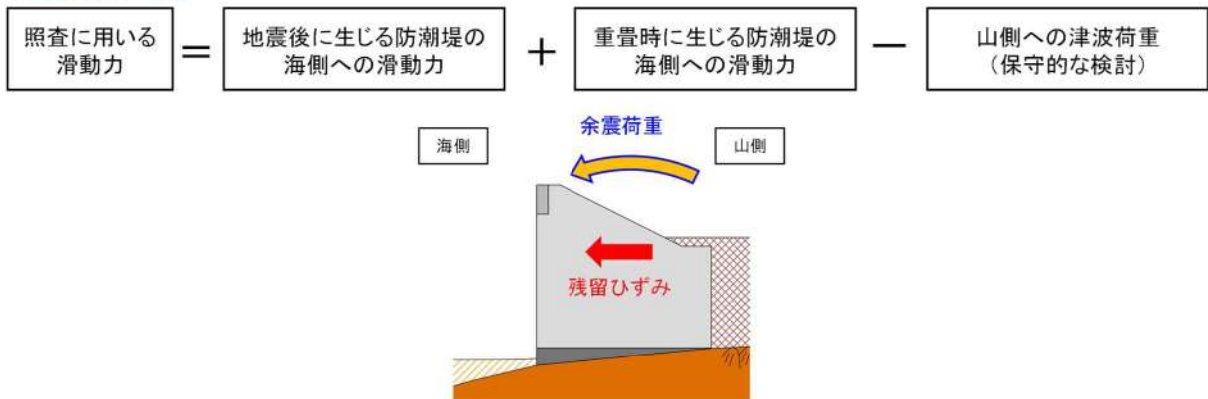 照査に用いる
滑動力
=
地震後に生じる防潮堤の
海側への滑動力
+
重畳時に生じる防潮堤の
海側への滑動力
−
山側への津波荷重
(保守的な検討)
海側
余震荷重
山側
残留ひずみ